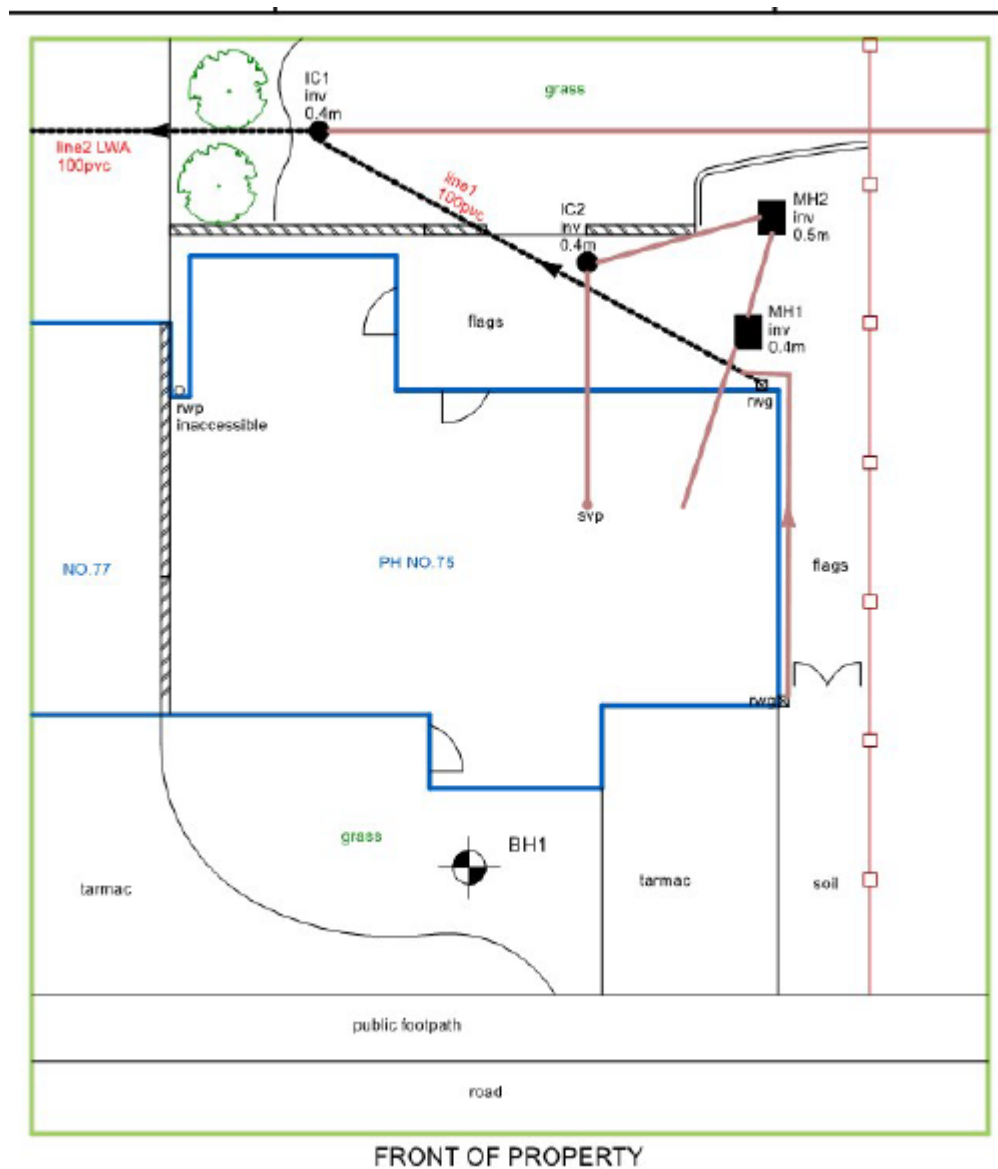 IC1
inv
0.4m
grass
line2 LWA
100pvc
line1
100pvc
IC2
inv
0.4m
MH2
inv
0.5m
MH1
inv
0.4m
flags
rwp
inaccessible
rwg
svp
NO.77
PH NO.75
flags
rwg
grass
BH1
tarmac
tarmac
soil
public footpath
road
FRONT OF PROPERTY